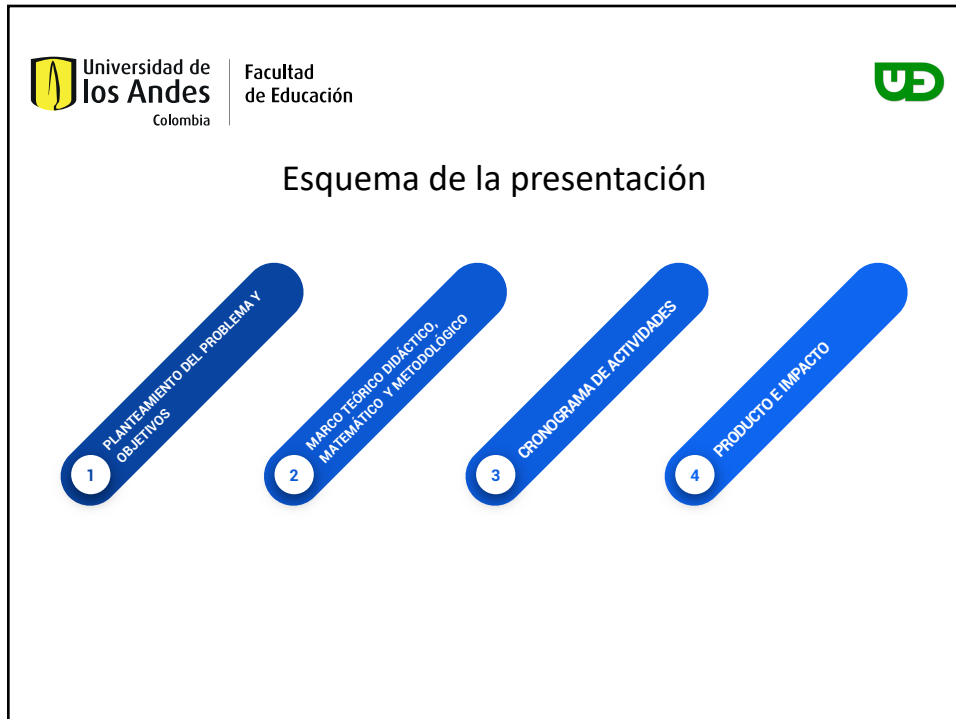 Universidad de
los Andes
Colombia
Facultad
de Educación
UD
Esquema de la presentación
1
PLANTEAMIENTO DEL PROBLEMA Y
OBJETIVOS
2
MARCO TEÓRICO DIDÁCTICO,
MATEMÁTICO Y METODOLÓGICO
3
CRONOGRAMA DE ACTIVIDADES
4
PRODUCTO E IMPACTO